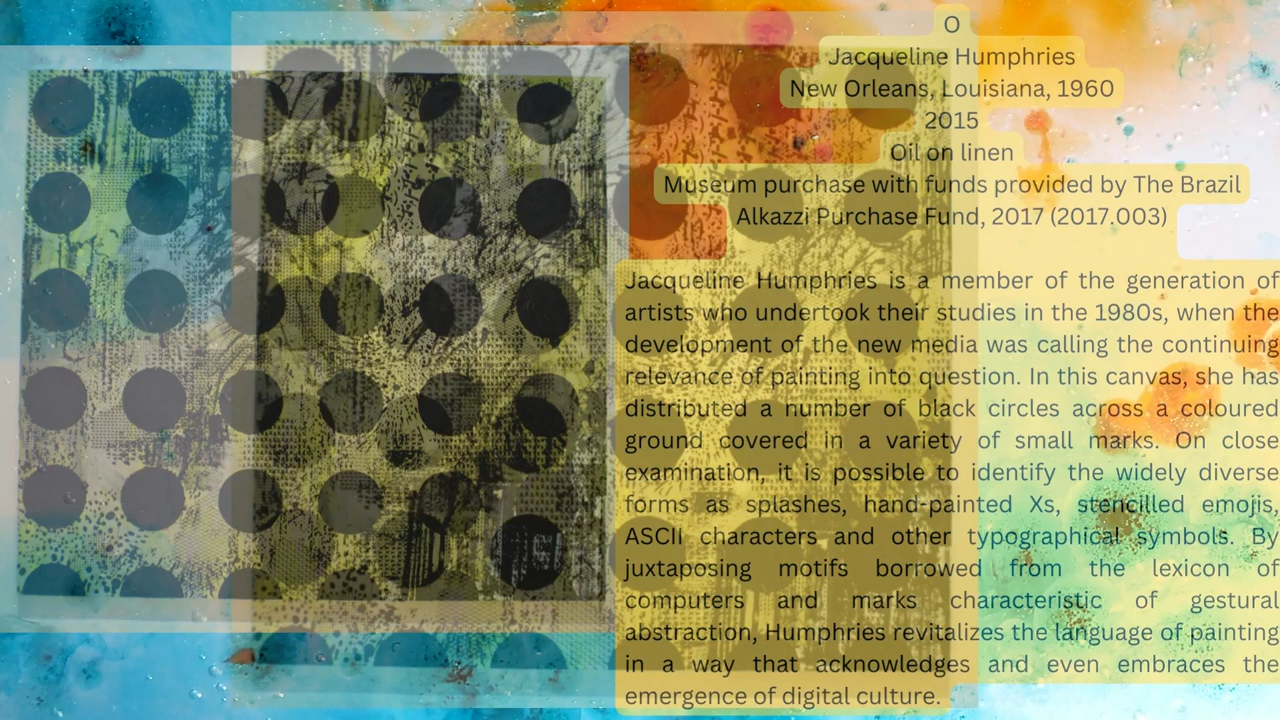 O
Jacqueline Humphries
New Orleans, Louisiana, 1960
2015
Oil on linen
Museum purchase with funds provided by The Brazil
Alkazzi Purchase Fund, 2017 (2017.003)
Jacqueline Humphries is a member of the generation of
artists who undertook their studies in the 1980s, when the
development of the new media was calling the continuing
relevance of painting into question. In this canvas, she has
distributed a number of black circles across a coloured
ground covered in a variety of small marks. On close
examination, it is possible to identify the widely diverse
forms as splashes, hand-painted Xs, stencilled emojis,
ASCII characters and other typographical symbols. By
juxtaposing motifs borrowed from the lexicon of
computers and marks characteristic of gestural
abstraction, Humphries revitalizes the language of painting
in a way that acknowledges and even embraces the
emergence of digital culture.